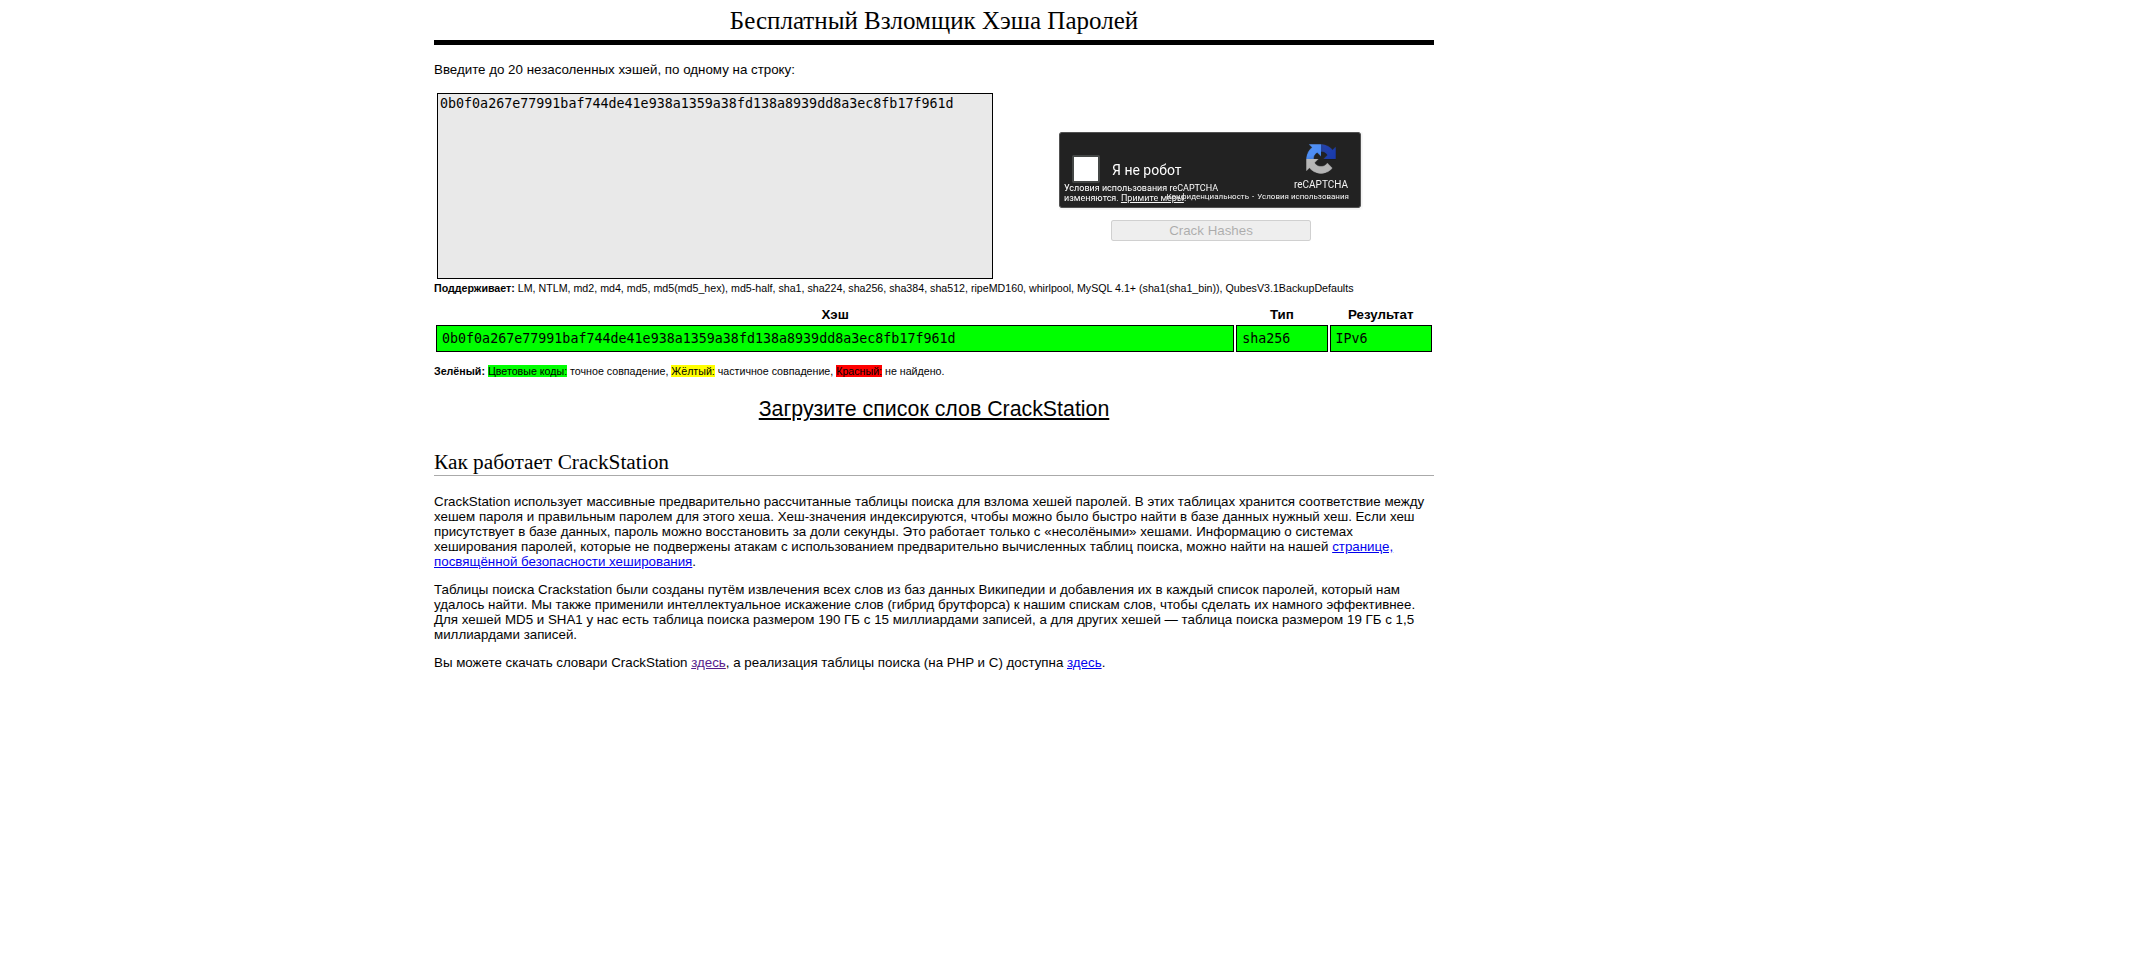 Бесплатный Взломщик Хэша Паролей
Введите до 20 незасоленных хэшей, по одному на строку:
0b0f0a267e77991baf744de41e938a1359a38fd138a8939dd8a3ec8fb17f961d
Я не робот
reCAPTCHA
Условия использования reCAPTCHA
изменяются. Примите меры.
Конфиденциальность - Условия использования
Crack Hashes
Поддерживает: LM, NTLM, md2, md4, md5, md5(md5_hex), md5-half, sha1, sha224, sha256, sha384, sha512, ripeMD160, whirlpool, MySQL 4.1+ (sha1(sha1_bin)), QubesV3.1BackupDefaults
Хэш Тип Результат
0b0f0a267e77991baf744de41e938a1359a38fd138a8939dd8a3ec8fb17f961d sha256 IPv6
Зелёный: Цветовые коды: точное совпадение, Жёлтый: частичное совпадение, Красный: не найдено.
Загрузите список слов CrackStation
Как работает CrackStation
CrackStation использует массивные предварительно рассчитанные таблицы поиска для взлома хешей паролей. В этих таблицах хранится соответствие между
хешем пароля и правильным паролем для этого хеша. Хеш-значения индексируются, чтобы можно было быстро найти в базе данных нужный хеш. Если хеш
присутствует в базе данных, пароль можно восстановить за доли секунды. Это работает только с «несолёными» хешами. Информацию о системах
хеширования паролей, которые не подвержены атакам с использованием предварительно вычисленных таблиц поиска, можно найти на нашей странице,
посвящённой безопасности хеширования.
Таблицы поиска Crackstation были созданы путём извлечения всех слов из баз данных Википедии и добавления их в каждый список паролей, который нам
удалось найти. Мы также применили интеллектуальное искажение слов (гибрид брутфорса) к нашим спискам слов, чтобы сделать их намного эффективнее.
Для хешей MD5 и SHA1 у нас есть таблица поиска размером 190 ГБ с 15 миллиардами записей, а для других хешей — таблица поиска размером 19 ГБ с 1,5
миллиардами записей.
Вы можете скачать словари CrackStation здесь, а реализация таблицы поиска (на PHP и C) доступна здесь.